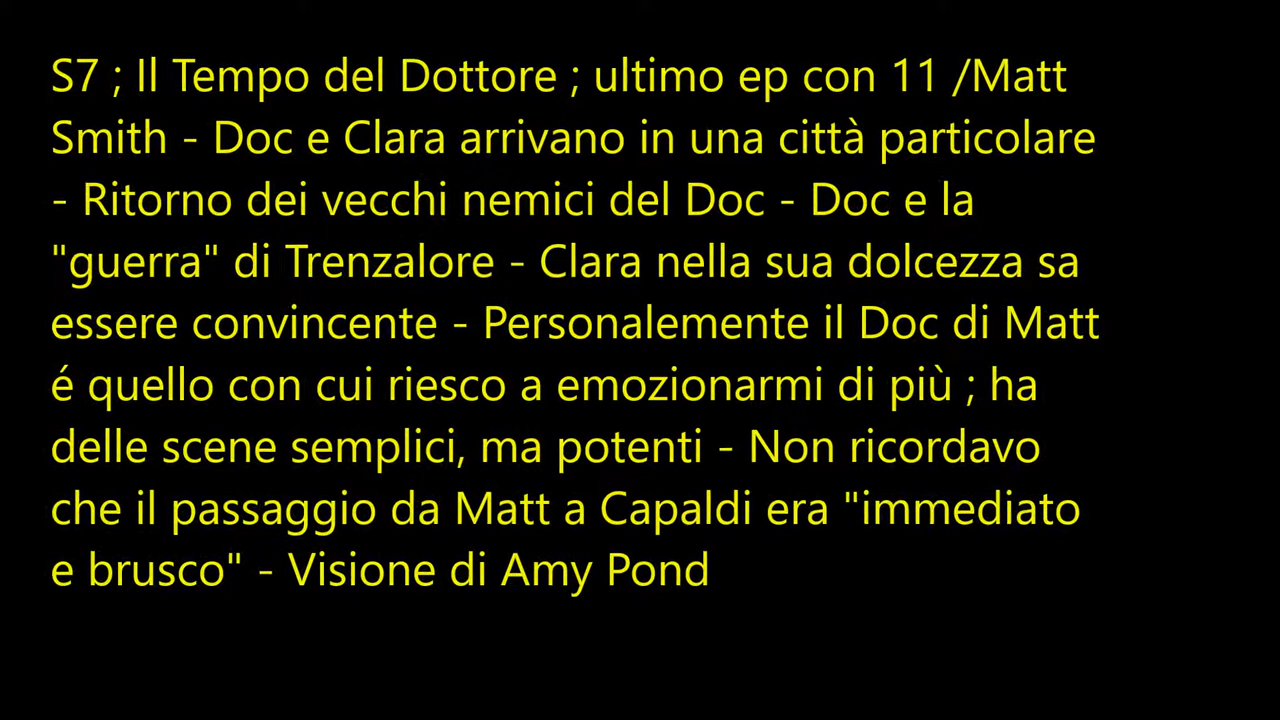 S7 ; Il Tempo del Dottore ; ultimo ep con 11 /Matt
Smith - Doc e Clara arrivano in una città particolare
- Ritorno dei vecchi nemici del Doc - Doc e la
"guerra" di Trenzalore - Clara nella sua dolcezza sa
essere convincente - Personalemente il Doc di Matt
é quello con cui riesco a emozionarmi di più ; ha
delle scene semplici, ma potenti - Non ricordavo
che il passaggio da Matt a Capaldi era "immediato
e brusco" - Visione di Amy Pond